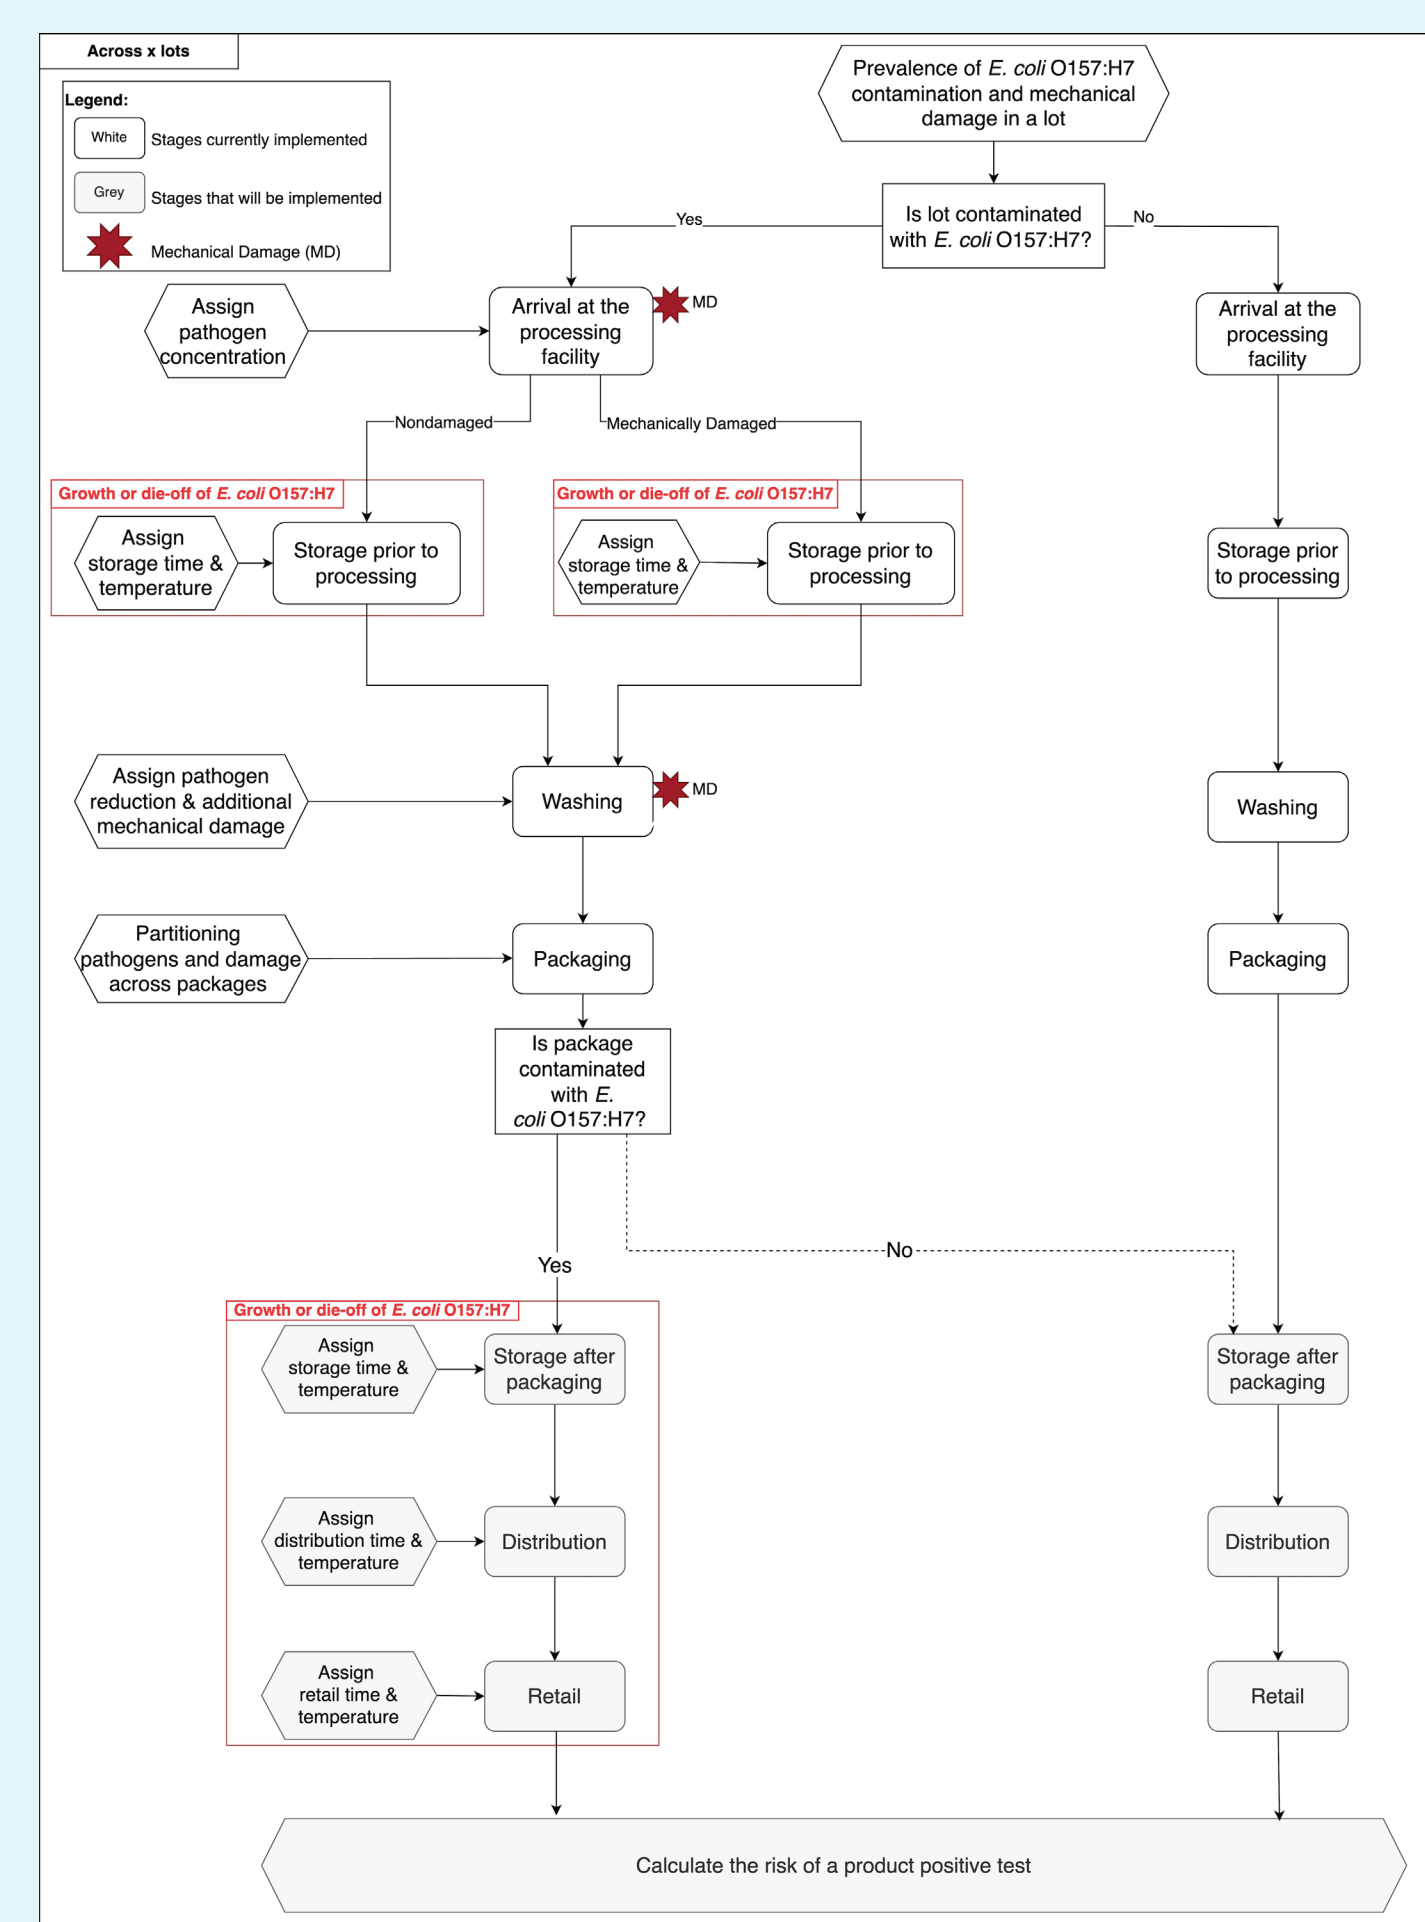 Across x lots
Legend:
White
Stages currently implemented
Grey
Stages that will be implemented
Mechanical Damage (MD)
Prevalence of E. coli O157:H7
contamination and mechanical
damage in a lot
Is lot contaminated
with E. coli O157:H7?
Yes
No
Assign
pathogen
concentration
Arrival at the
processing
facility
MD
Arrival at the
processing
facility
Nondamaged
Mechanically Damaged
Growth or die-off of E. coli O157:H7
Assign
storage time &
temperature
Storage prior to
processing
Growth or die-off of E. coli O157:H7
Assign
storage time &
temperature
Storage prior to
processing
Storage prior
to processing
Assign pathogen
reduction & additional
mechanical damage
Washing
MD
Washing
Partitioning
pathogens and damage
across packages
Packaging
Packaging
Is package
contaminated
with E.
coli O157:H7?
Yes
No
Growth or die-off of E. coli O157:H7
Assign
storage time &
temperature
Storage after
packaging
Storage after
packaging
Assign
distribution time &
temperature
Distribution
Distribution
Assign
retail time &
temperature
Retail
Retail
Calculate the risk of a product positive test